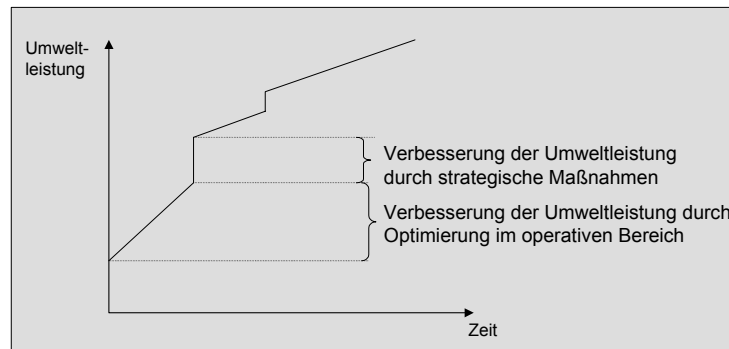 Umwelt-
leistung
Verbesserung der Umweltleistung
durch strategische Maßnahmen
Verbesserung der Umweltleistung durch
Optimierung im operativen Bereich
Zeit